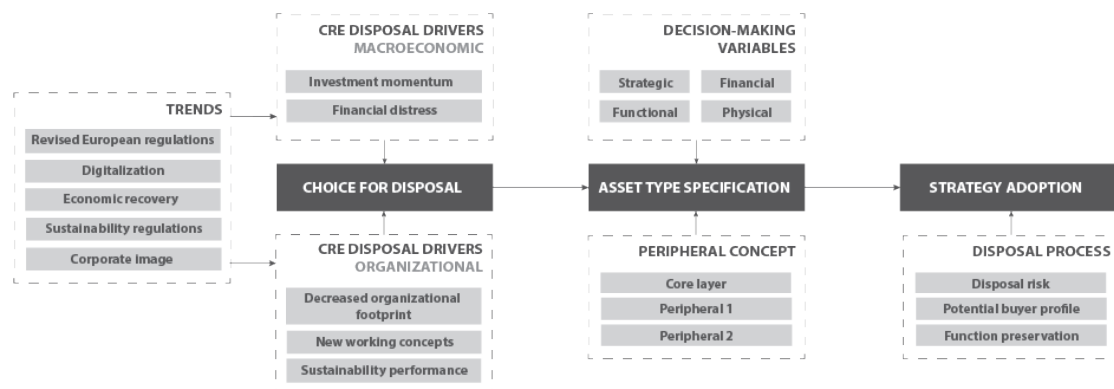 TRENDS
Revised European regulations
Digitalization
Economic recovery
Sustainability regulations
Corporate image
CRE DISPOSAL DRIVERS
MACROECONOMIC
Investment momentum
Financial distress
CHOICE FOR DISPOSAL
CRE DISPOSAL DRIVERS
ORGANIZATIONAL
Decreased organizational
footprint
New working concepts
Sustainability performance
DECISION-MAKING
VARIABLES
Strategic
Financial
Functional
Physical
ASSET TYPE SPECIFICATION
PERIPHERAL CONCEPT
Core layer
Peripheral 1
Peripheral 2
STRATEGY ADOPTION
DISPOSAL PROCESS
Disposal risk
Potential buyer profile
Function preservation